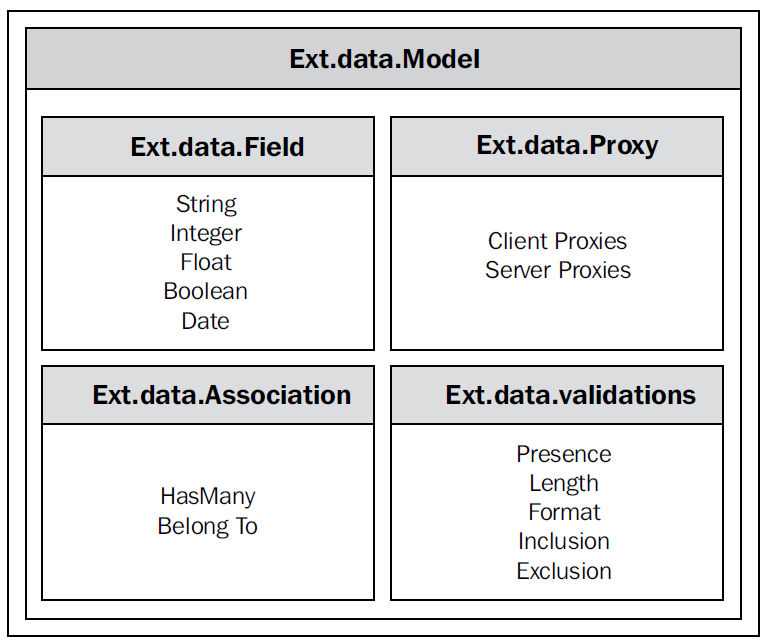 Ext.data.Model
Ext.data.Field
String
Integer
Float
Boolean
Date
Ext.data.Proxy
Client Proxies
Server Proxies
Ext.data.Association
HasMany
Belong To
Ext.data.validations
Presence
Length
Format
Inclusion
Exclusion